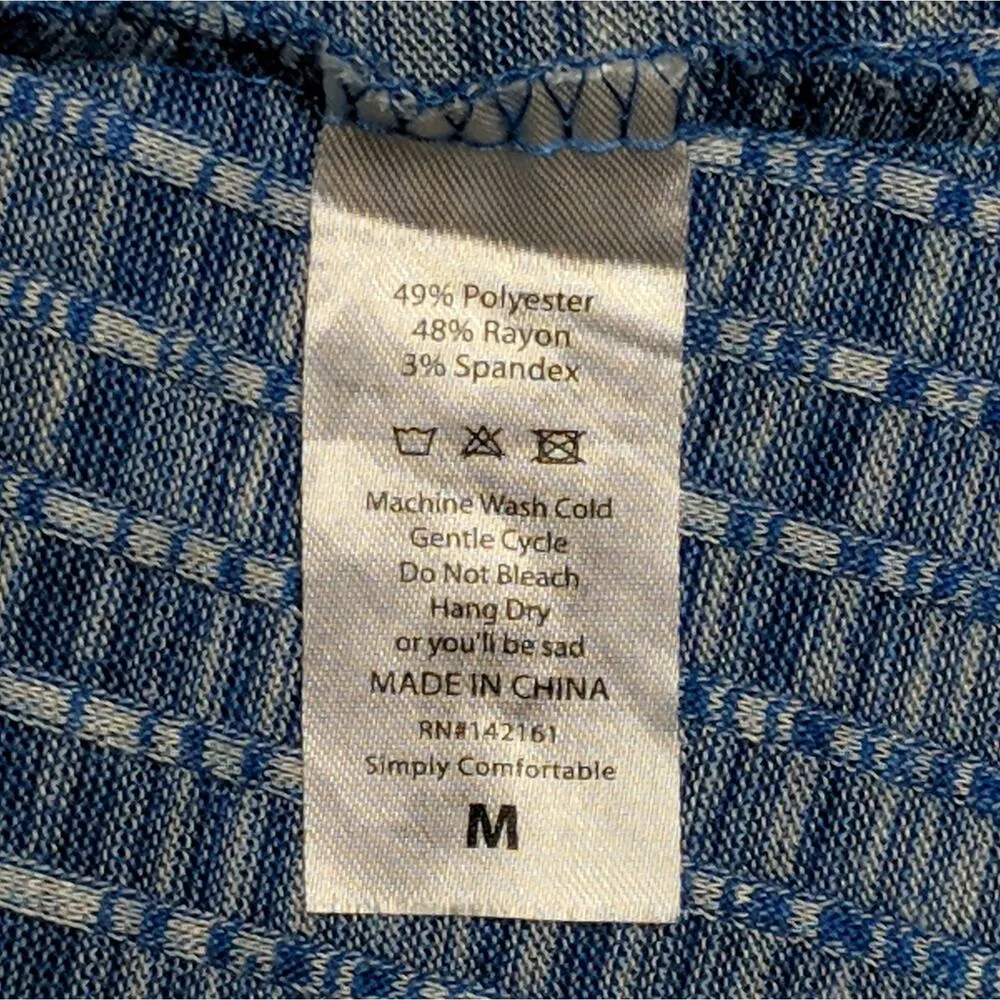 49% Polyester
48% Rayon
3% Spandex
Machine Wash Cold
Gentle Cycle
Do Not Bleach
Hang Dry
or you'll be sad
MADE IN CHINA
RN#142161
Simply Comfortable
M